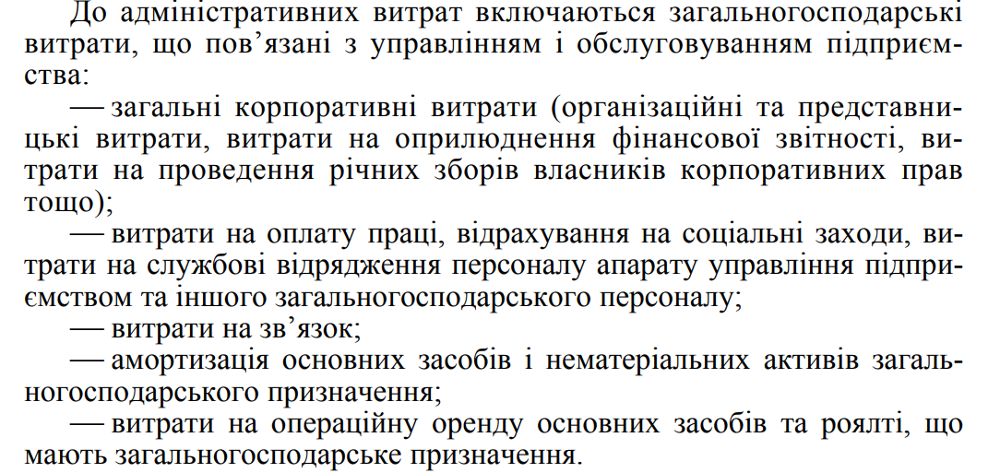 До адміністративних витрат включаються загальногосподарські
витрати, що пов’язані з управлінням і обслуговуванням підприєм-
ства:
— загальні корпоративні витрати (організаційні та представни-
цькі витрати, витрати на оприлюднення фінансової звітності, ви-
трати на проведення річних зборів власників корпоративних прав
тощо);
— витрати на оплату праці, відрахування на соціальні заходи, ви-
трати на службові відрядження персоналу апарату управління підпри-
ємством та іншого загальногосподарського персоналу;
— витрати на зв’язок;
— амортизація основних засобів і нематеріальних активів загаль-
ногосподарського призначення;
— витрати на операційну оренду основних засобів та роялті, що
мають загальногосподарське призначення.